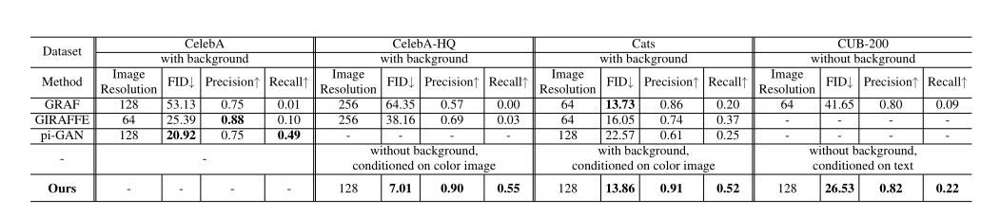 Dataset CelebA CelebA-HQ Cats CUB-200
with background with background with background without background
Method Image Resolution FID↓ Precision↑ Recall↑ Image Resolution FID↓ Precision↑ Recall↑ Image Resolution FID↓ Precision↑ Recall↑ Image Resolution FID↓ Precision↑ Recall↑
GRAF 128 53.13 0.75 0.01 256 64.35 0.57 0.00 64 13.73 0.86 0.20 64 41.65 0.80 0.09
GIRAFFE 64 25.39 0.88 0.10 256 38.16 0.69 0.03 64 16.05 0.74 0.37 - - - -
pi-GAN 128 20.92 0.75 0.49 - - - - 128 22.57 0.61 0.25 - - - -
- - without background, conditioned on color image with background, conditioned on color image without background, conditioned on text
Ours - - - - 128 7.01 0.90 0.55 128 13.86 0.91 0.52 128 26.53 0.82 0.22